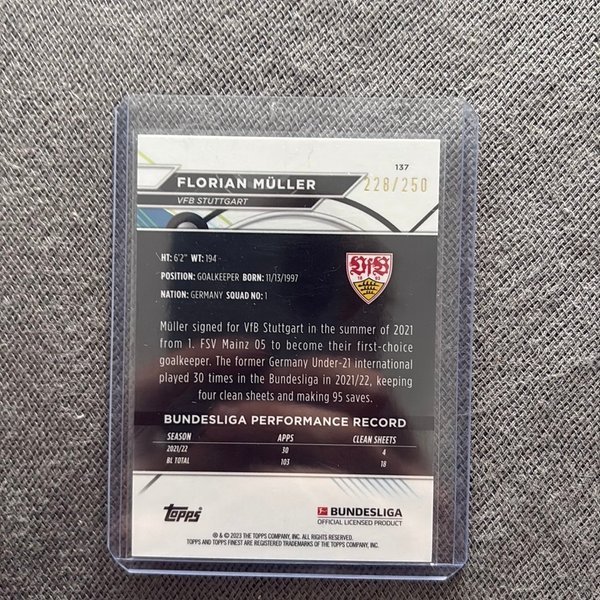 137
FLORIAN MÜLLER
228/250
VFB STUTTGART
HT: 6'2" WT: 194
POSITION: GOALKEEPER BORN: 11/13/1997
NATION: GERMANY SQUAD NO: 1
VfB
Müller signed for VfB Stuttgart in the summer of 2021
from 1. FSV Mainz 05 to become their first-choice
goalkeeper. The former Germany Under-21 international
played 30 times in the Bundesliga in 2021/22, keeping
four clean sheets and making 95 saves.
BUNDESLIGA PERFORMANCE RECORD
SEASON APPS CLEAN SHEETS
2021/22 30 4
BL TOTAL 103 18
Topps
BUNDESLIGA
OFFICIAL LICENSED PRODUCT
® & © 2023 THE TOPPS COMPANY, INC. ALL RIGHTS RESERVED.
TOPPS AND TOPPS FINEST ARE REGISTERED TRADEMARKS OF THE TOPPS COMPANY, INC.